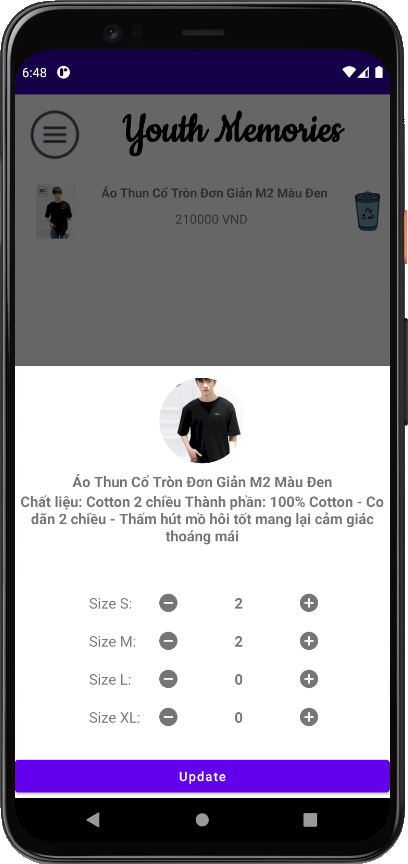 6:48
Youth Memories
Áo Thun Cổ Tròn Đơn Giản M2 Màu Đen
210000 VND
Áo Thun Cổ Tròn Đơn Giản M2 Màu Đen
Chất liệu: Cotton 2 chiều Thành phần: 100% Cotton - Co
dãn 2 chiều - Thấm hút mồ hôi tốt mang lại cảm giác
thoáng mái
Size S: 2
Size M: 2
Size L: 0
Size XL: 0
Update